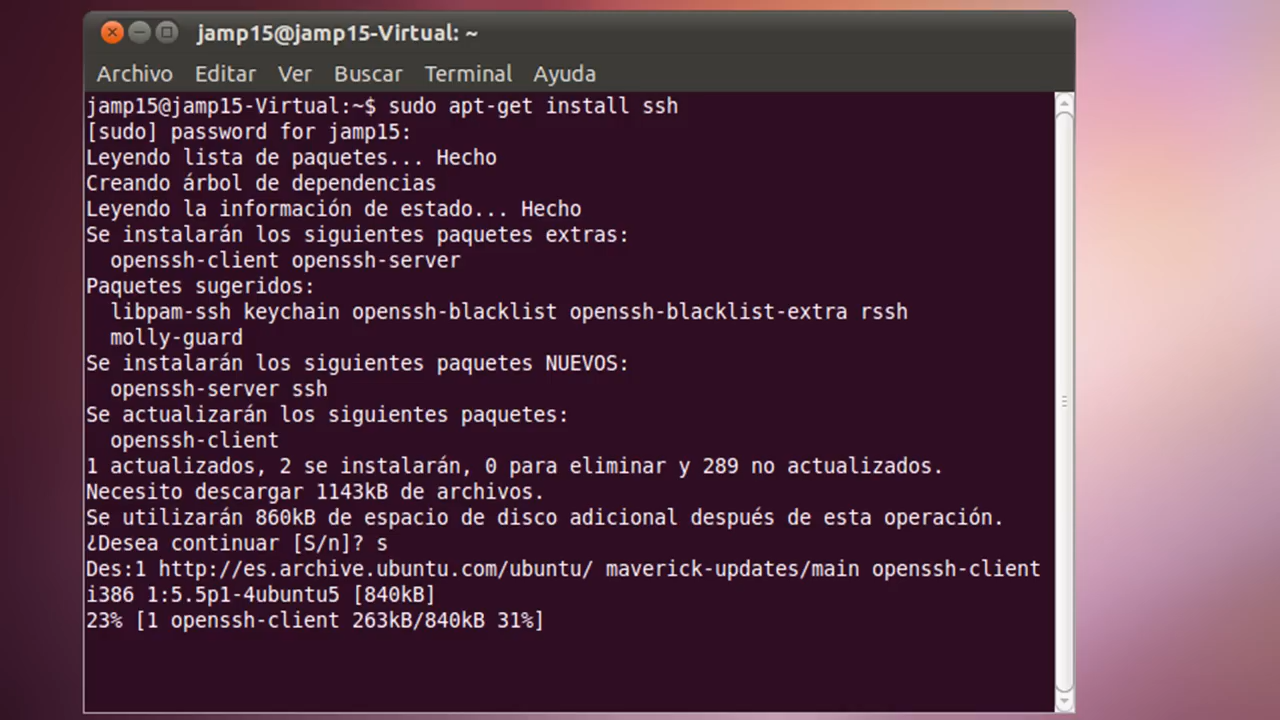 jamp15@jamp15-Virtual: ~
Archivo Editar Ver Buscar Terminal Ayuda
jamp15@jamp15-Virtual:~$ sudo apt-get install ssh
[sudo] password for jamp15:
Leyendo lista de paquetes... Hecho
Creando árbol de dependencias
Leyendo la información de estado... Hecho
Se instalarán los siguientes paquetes extras:
  openssh-client openssh-server
Paquetes sugeridos:
  libpam-ssh keychain openssh-blacklist openssh-blacklist-extra rssh
  molly-guard
Se instalarán los siguientes paquetes NUEVOS:
  openssh-server ssh
Se actualizarán los siguientes paquetes:
  openssh-client
1 actualizados, 2 se instalarán, 0 para eliminar y 289 no actualizados.
Necesito descargar 1143kB de archivos.
Se utilizarán 860kB de espacio de disco adicional después de esta operación.
¿Desea continuar [S/n]? s
Des:1 http://es.archive.ubuntu.com/ubuntu/ maverick-updates/main openssh-client
i386 1:5.5p1-4ubuntu5 [840kB]
23% [1 openssh-client 263kB/840kB 31%]